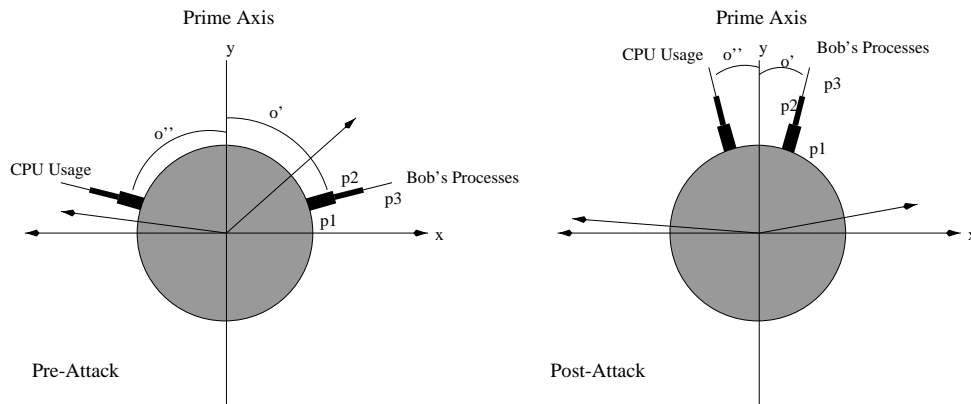 Prime Axis
y
o'
o''
CPU Usage
Bob's Processes
p2
p3
p1
x
Pre-Attack
Prime Axis
y
Bob's Processes
CPU Usage
o''
o'
p3
p2
p1
x
Post-Attack